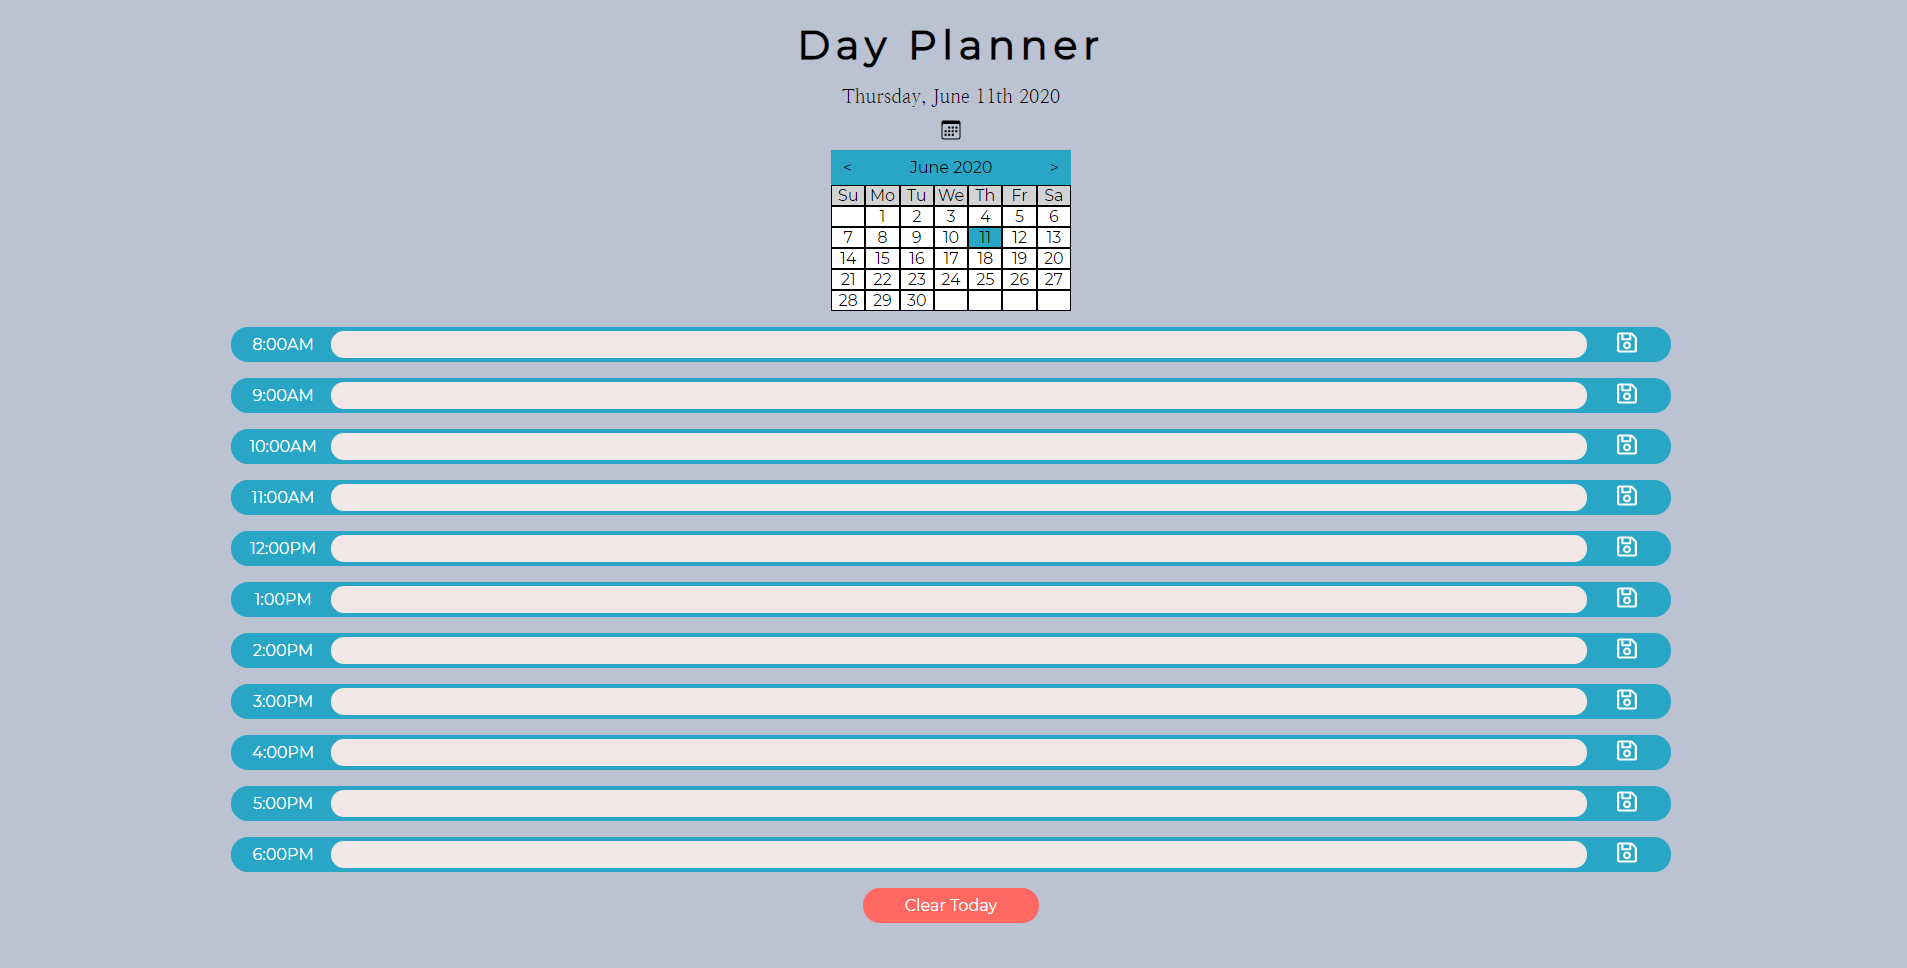 Day Planner
Thursday, June 11th 2020
< June 2020 >
Su Mo Tu We Th Fr Sa
1 2 3 4 5 6
7 8 9 10 11 12 13
14 15 16 17 18 19 20
21 22 23 24 25 26 27
28 29 30
8:00AM
9:00AM
10:00AM
11:00AM
12:00PM
1:00PM
2:00PM
3:00PM
4:00PM
5:00PM
6:00PM
Clear Today